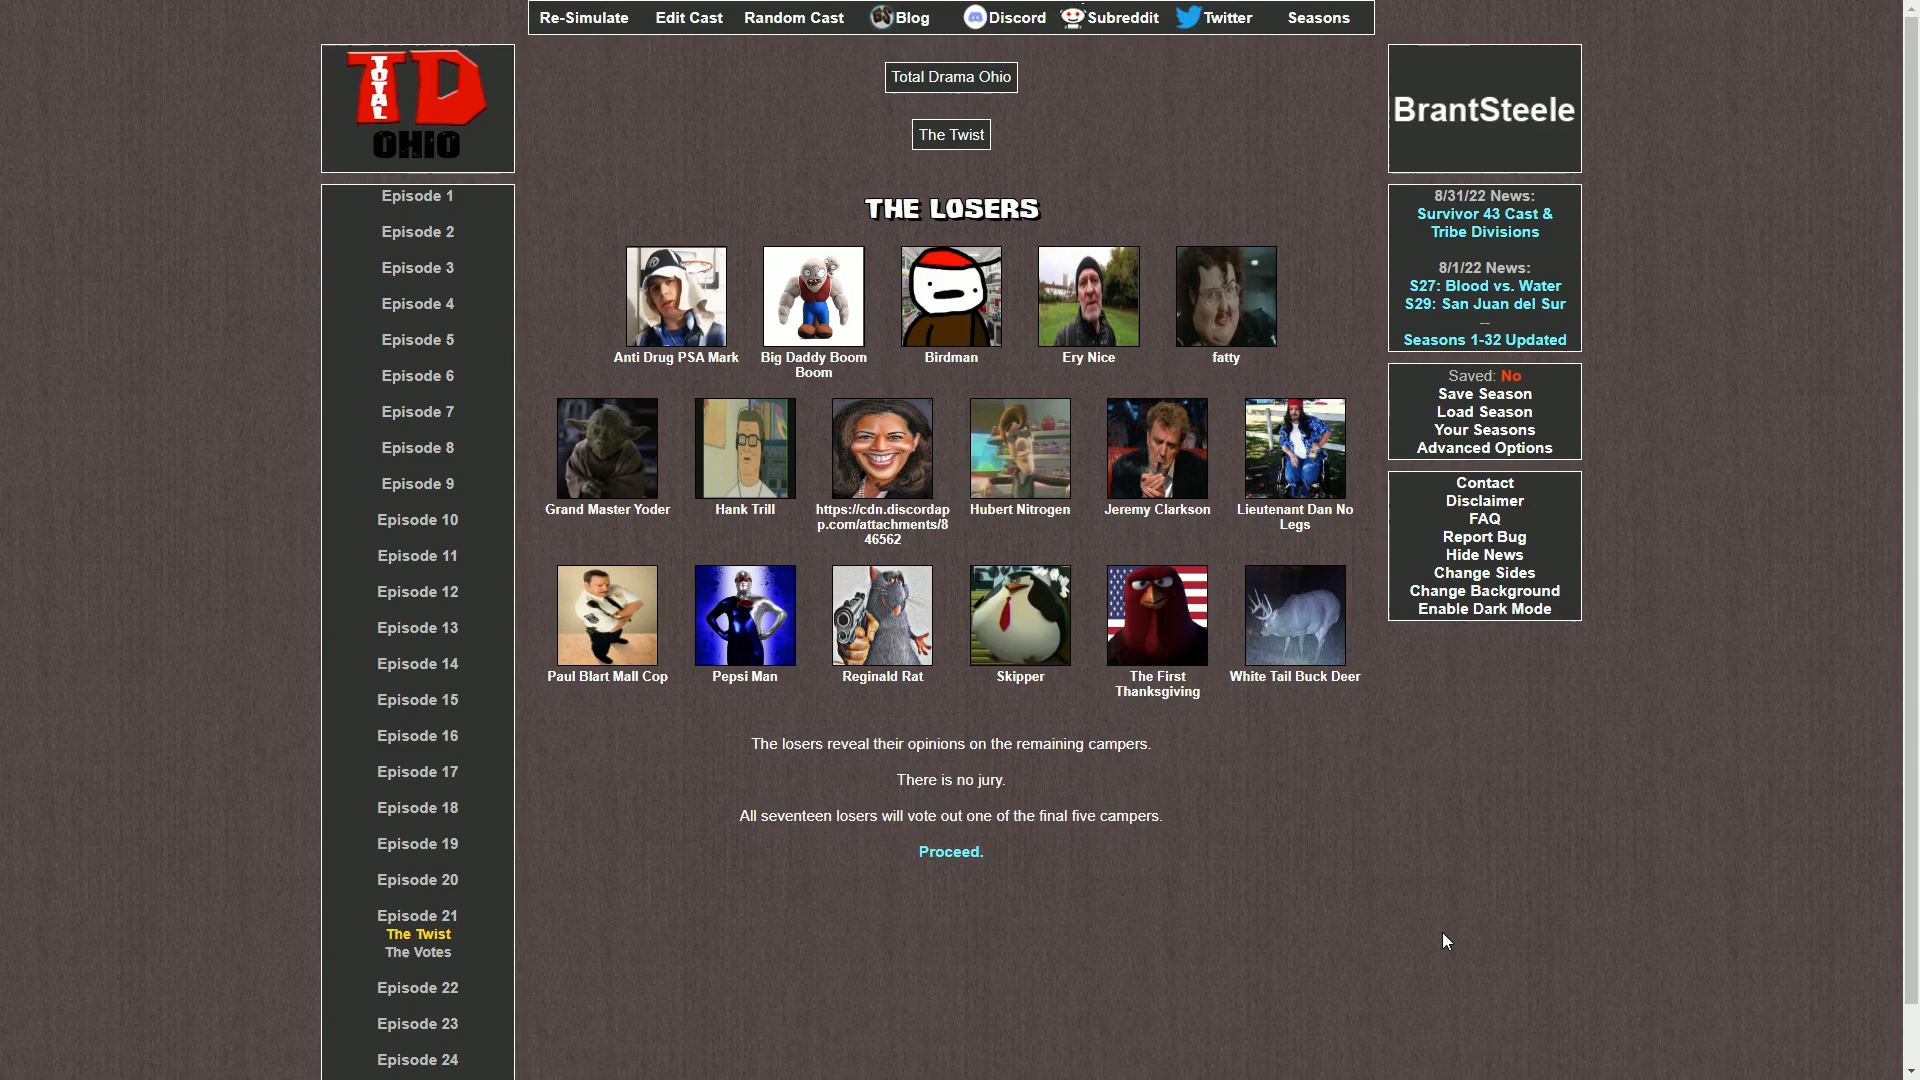 Re-Simulate Edit Cast Random Cast Blog Discord Subreddit Twitter Seasons
TOTAL
TD
OHIO
Total Drama Ohio
The Twist
BrantSteele
THE LOSERS
Anti Drug PSA Mark
Big Daddy Boom
Boom
Birdman
Ery Nice
fatty
Grand Master Yoder
Hank Trill
https://cdn.discordap
p.com/attachments/8
46562
Hubert Nitrogen
Jeremy Clarkson
Lieutenant Dan No
Legs
Paul Blart Mall Cop
Pepsi Man
Reginald Rat
Skipper
The First
Thanksgiving
White Tail Buck Deer
The losers reveal their opinions on the remaining campers.
There is no jury.
All seventeen losers will vote out one of the final five campers.
Proceed.
Episode 1
Episode 2
Episode 3
Episode 4
Episode 5
Episode 6
Episode 7
Episode 8
Episode 9
Episode 10
Episode 11
Episode 12
Episode 13
Episode 14
Episode 15
Episode 16
Episode 17
Episode 18
Episode 19
Episode 20
Episode 21
The Twist
The Votes
Episode 22
Episode 23
Episode 24
8/31/22 News:
Survivor 43 Cast &
Tribe Divisions
8/1/22 News:
S27: Blood vs. Water
S29: San Juan del Sur
--
Seasons 1-32 Updated
Saved: No
Save Season
Load Season
Your Seasons
Advanced Options
Contact
Disclaimer
FAQ
Report Bug
Hide News
Change Sides
Change Background
Enable Dark Mode